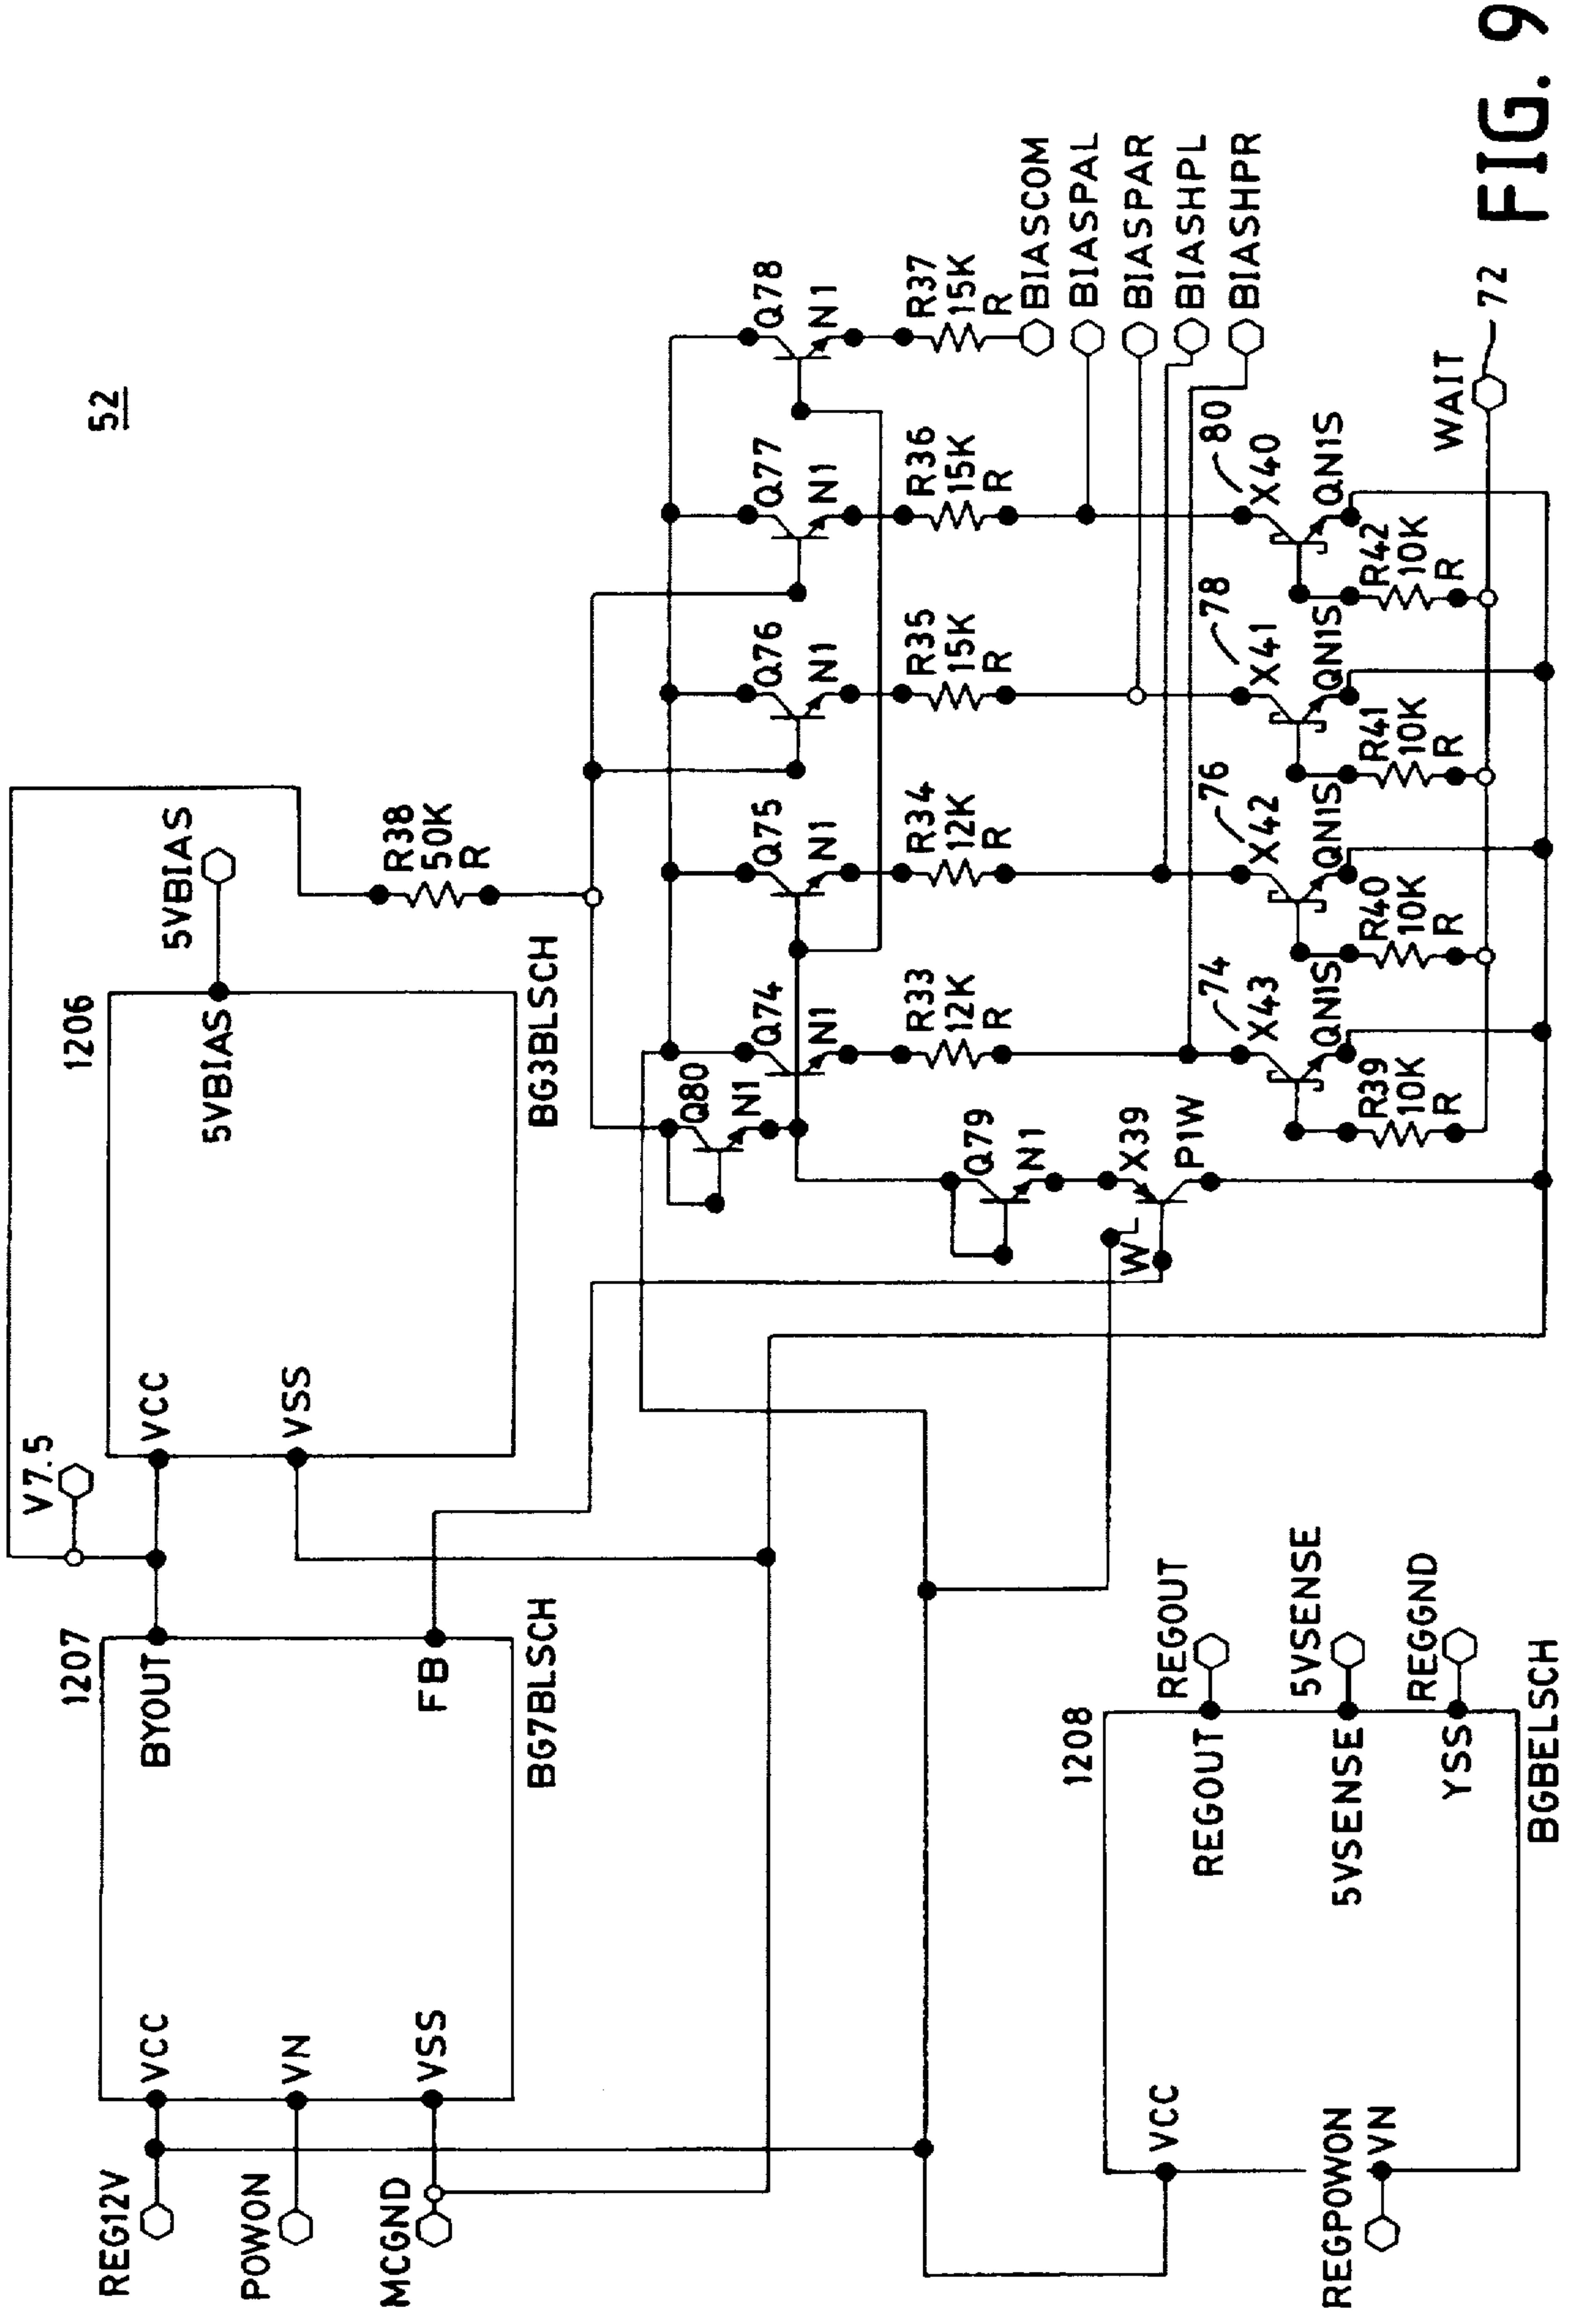 52
REG12V
POWON
MCGND
VCC
VN
VSS
1207
BYOUT
FB
BG7BLSCH
V7.5
VCC
VSS
1206
5VBIAS
5VBIAS
BG3BLSCH
R38
50K
R
Q80
N1
Q74
N1
Q75
N1
Q76
N1
Q77
N1
Q78
N1
R33
12K
R
R34
12K
R
R35
15K
R
R36
15K
R
R37
15K
R
BIASCOM
BIASPAL
BIASPAR
BIASHPL
BIASHPR
Q79
N1
X39
P1W
W
74
X43
QN1S
76
X42
QN1S
78
X41
QN1S
80
X40
QN1S
R39
10K
R
R40
10K
R
R41
10K
R
R42
10K
R
WAIT
72
REGPOWON
VCC
VN
1208
REGOUT
5VSENSE
YSS
REGOUT
5VSENSE
REGGND
BGBELSCH
FIG. 9